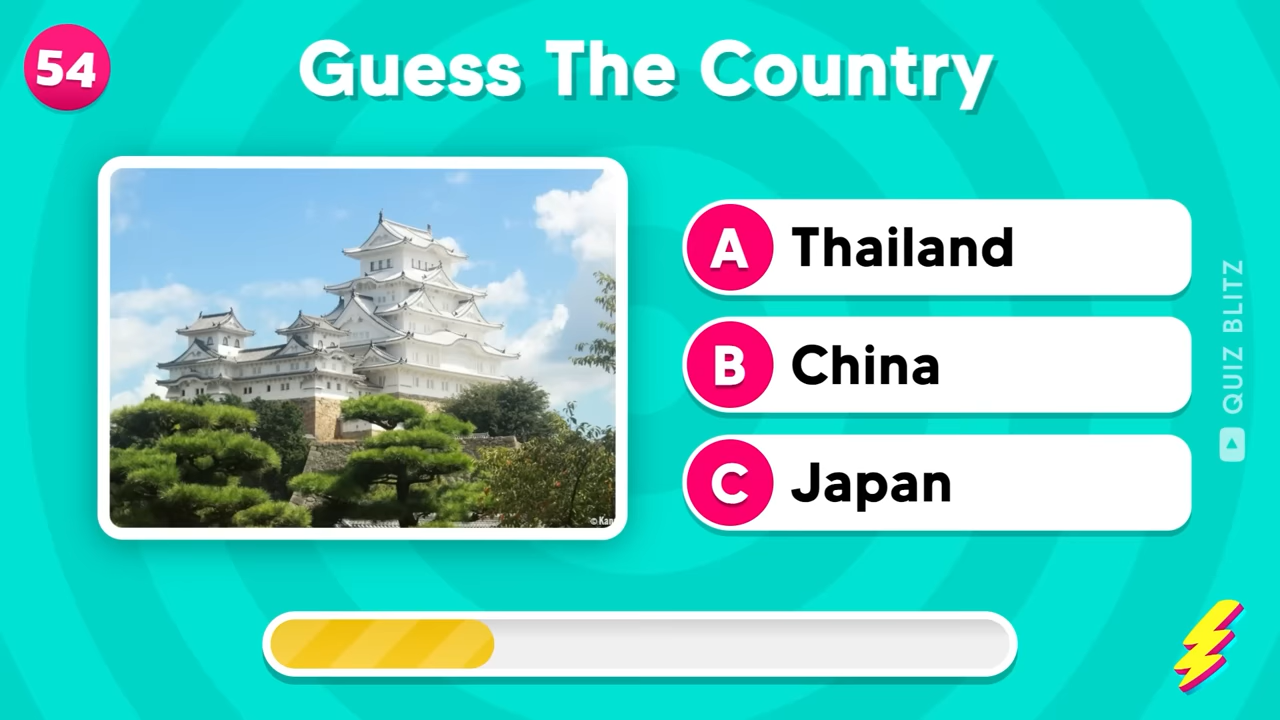 54
Guess The Country
A Thailand
B China
C Japan
QUIZ BLITZ